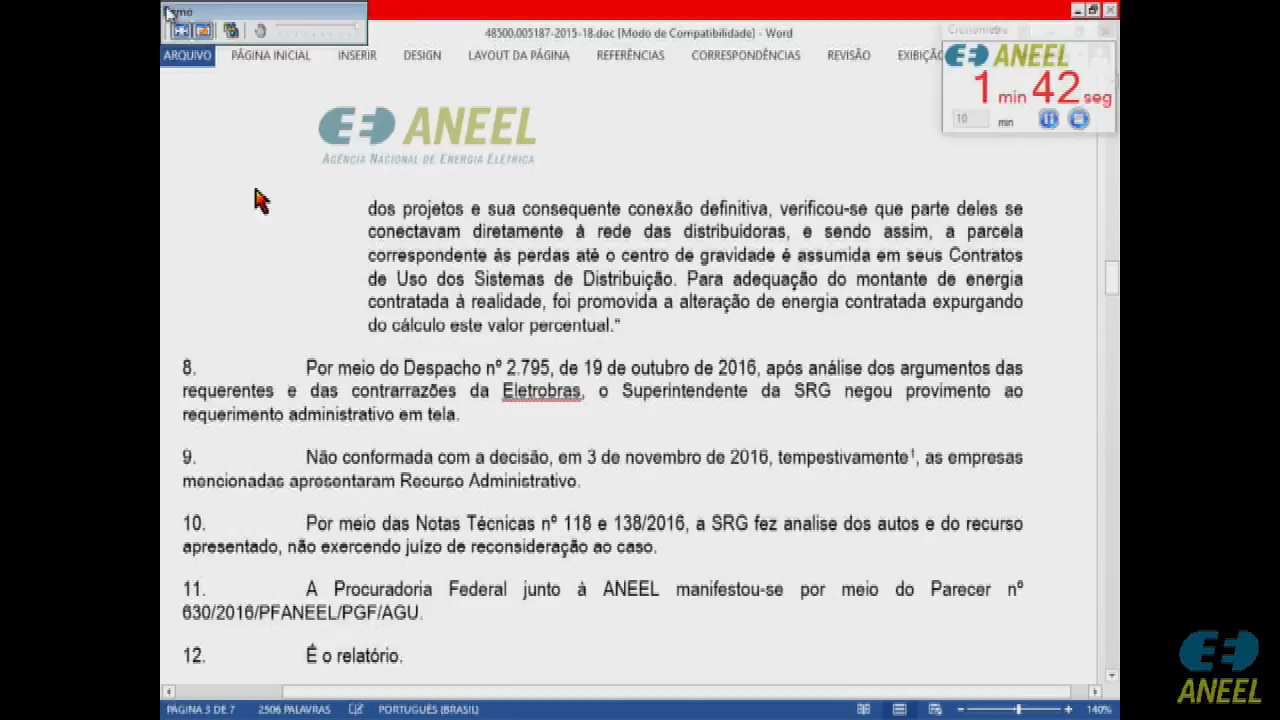 48500.005187-2015-18.doc [Modo de Compatibilidade] - Word
ARQUIVO PÁGINA INICIAL INSERIR DESIGN LAYOUT DA PÁGINA REFERÊNCIAS CORRESPONDÊNCIAS REVISÃO
Cronometro
ANEEL
1 min 42 seg
10 min
ANEEL
AGÊNCIA NACIONAL DE ENERGIA ELÉTRICA
dos projetos e sua consequente conexão definitiva, verificou-se que parte deles se
conectavam diretamente à rede das distribuidoras, e sendo assim, a parcela
correspondente às perdas até o centro de gravidade é assumida em seus Contratos
de Uso dos Sistemas de Distribuição. Para adequação do montante de energia
contratada à realidade, foi promovida a alteração de energia contratada expurgando
do cálculo este valor percentual.“
8. Por meio do Despacho nº 2.795, de 19 de outubro de 2016, após análise dos argumentos das
requerentes e das contrarrazões da Eletrobras, o Superintendente da SRG negou provimento ao
requerimento administrativo em tela.
9. Não conformada com a decisão, em 3 de novembro de 2016, tempestivamente¹, as empresas
mencionadas apresentaram Recurso Administrativo.
10. Por meio das Notas Técnicas nº 118 e 138/2016, a SRG fez analise dos autos e do recurso
apresentado, não exercendo juízo de reconsideração ao caso.
11. A Procuradoria Federal junto à ANEEL manifestou-se por meio do Parecer nº
630/2016/PFANEEL/PGF/AGU.
12. É o relatório.
PÁGINA 3 DE 7 2506 PALAVRAS PORTUGUÊS (BRASIL) 140%
ANEEL